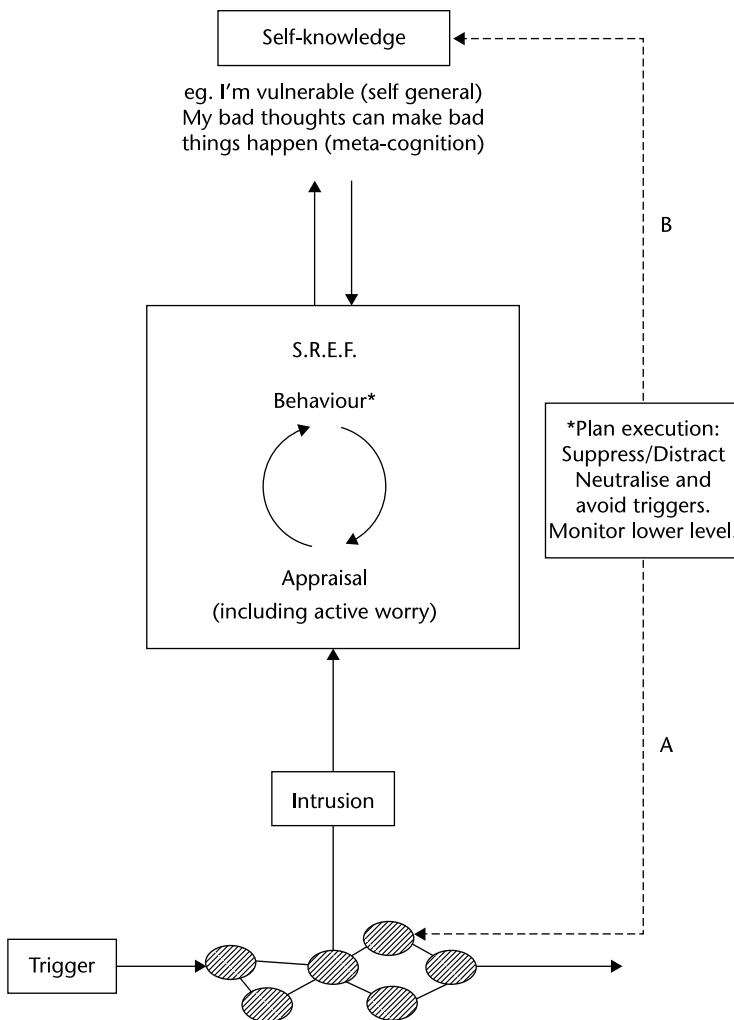 Self-knowledge
eg. I'm vulnerable (self general)
My bad thoughts can make bad
things happen (meta-cognition)
B
S.R.E.F.
Behaviour*
*Plan execution:
Suppress/Distract
Neutralise and
avoid triggers.
Monitor lower level.
Appraisal
(including active worry)
A
Intrusion
Trigger